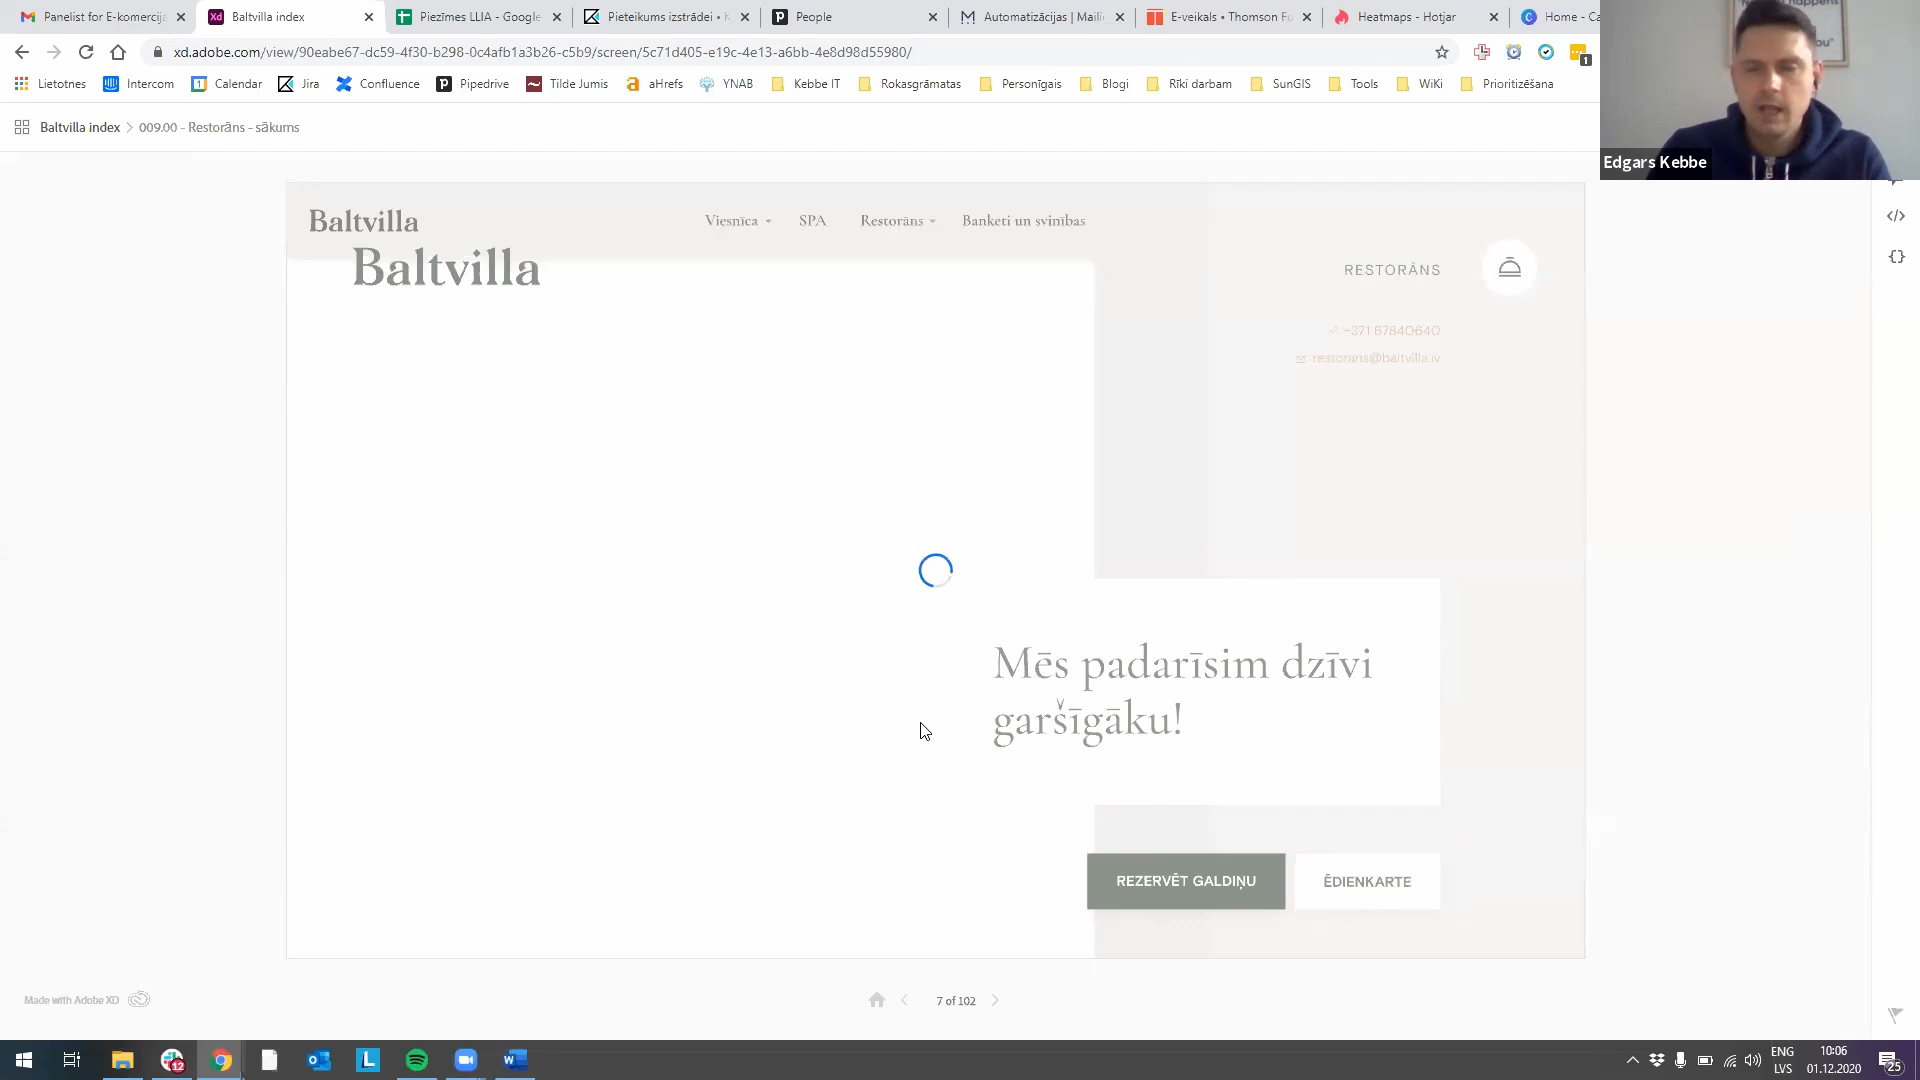 Panelist for E-komercija
Baltvilla index
Piezīmes LLIA - Google
Pieteikums izstrādei •
People
Automatizācijas | Maili
E-veikals • Thomson Fu
Heatmaps - Hotjar
Home - Ca
xd.adobe.com/view/90eabe67-dc59-4f30-b298-0c4afb1a3b26-c5b9/screen/5c71d405-e19c-4e13-a6bb-4e8d98d55980/
1
Lietotnes
Intercom
Calendar
Jira
Confluence
Pipedrive
Tilde Jumis
aHrefs
YNAB
Kebbe IT
Rokasgrāmatas
Personīgais
Blogi
Rīki darbam
SunGIS
Tools
WiKi
Prioritizēšana
happens
you"
Edgars Kebbe
Baltvilla index > 009.00 - Restorāns - sākums
Baltvilla
Viesnīca
SPA
Restorāns
Banketi un svinības
Baltvilla
RESTORĀNS
+371 67840640
restorans@baltvilla.lv
Mēs padarīsim dzīvi
garšīgāku!
REZERVĒT GALDIŅU
ĒDIENKARTE
Made with Adobe XD
7 of 102
12
ENG
LVS
10:06
01.12.2020
25